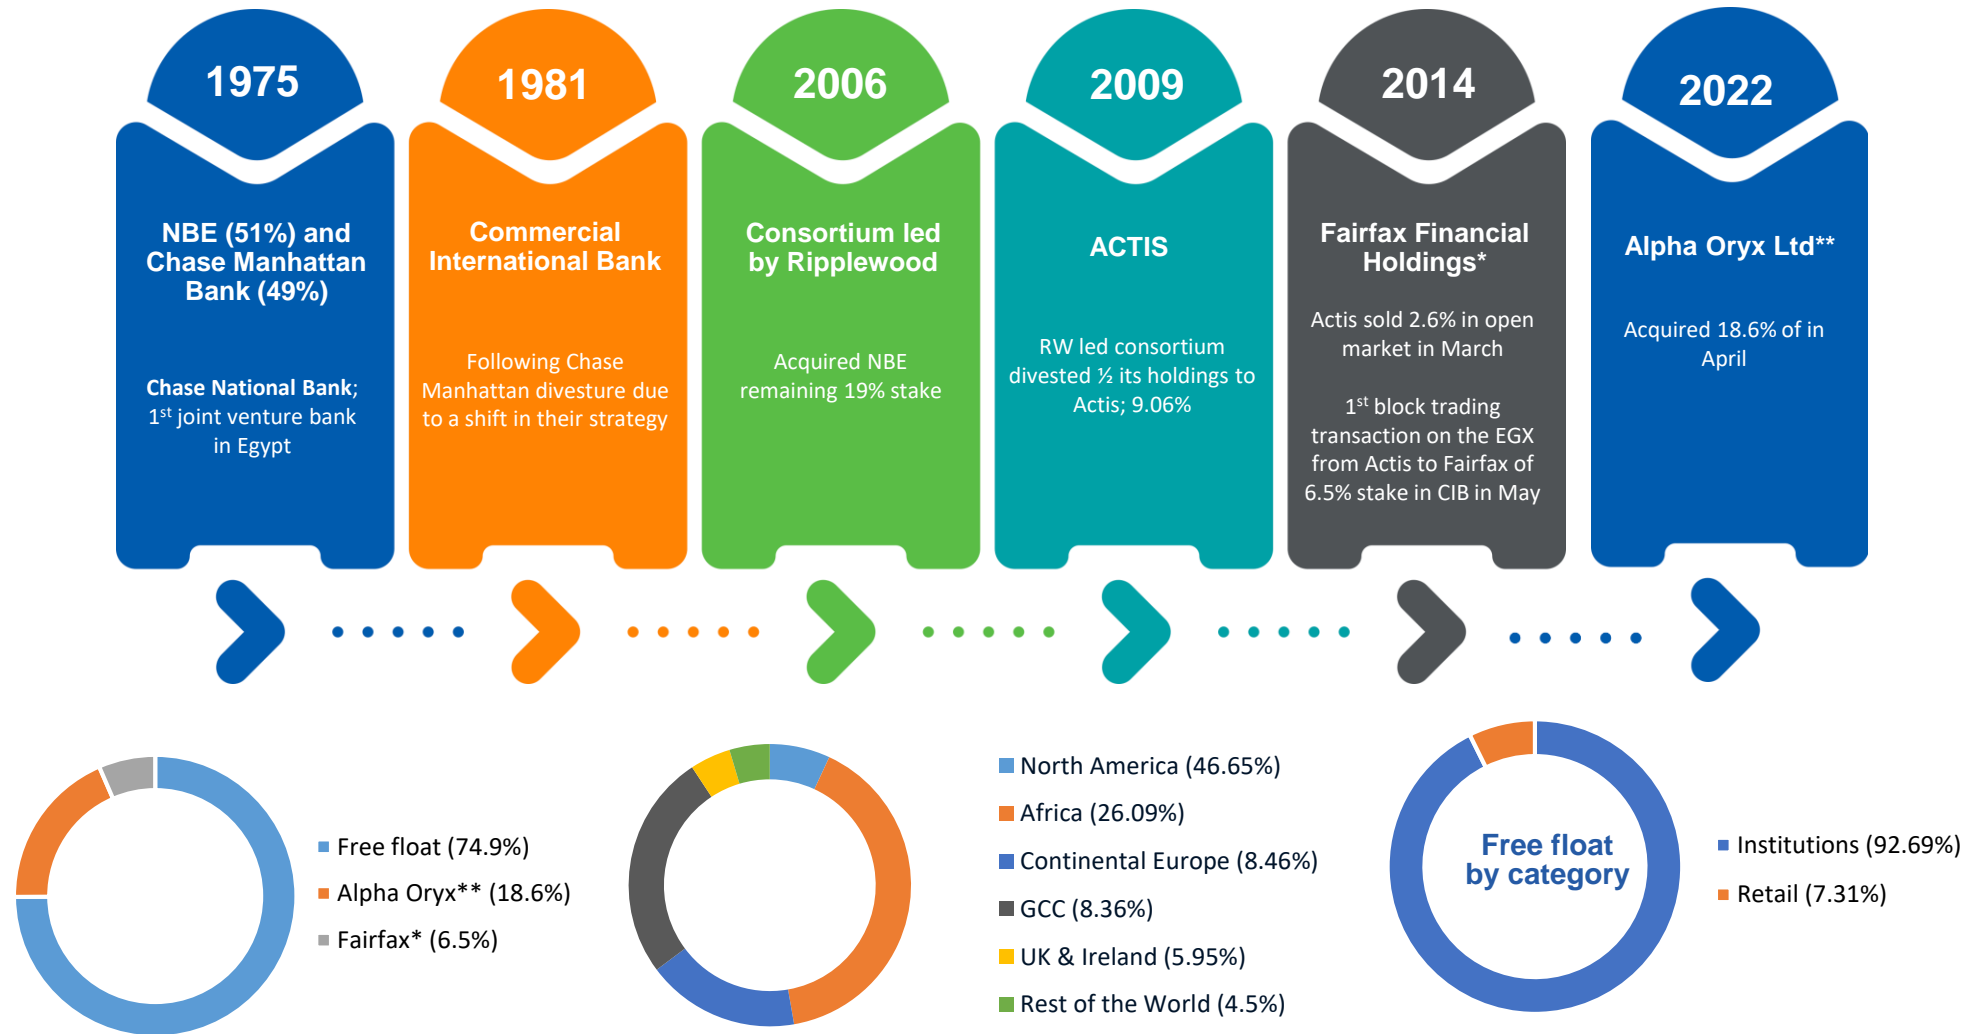 1975
NBE (51%) and
Chase Manhattan
Bank (49%)
Chase National Bank;
1st joint venture bank
in Egypt
1981
Commercial
International Bank
Following Chase
Manhattan divesture due
to a shift in their strategy
2006
Consortium led
by Ripplewood
Acquired NBE
remaining 19% stake
2009
ACTIS
RW led consortium
divested ½ its holdings to
Actis; 9.06%
2014
Fairfax Financial
Holdings*
Actis sold 2.6% in open
market in March
1st block trading
transaction on the EGX
from Actis to Fairfax of
6.5% stake in CIB in May
2022
Alpha Oryx Ltd**
Acquired 18.6% of in
April
Free float (74.9%)
Alpha Oryx** (18.6%)
Fairfax* (6.5%)
North America (46.65%)
Africa (26.09%)
Continental Europe (8.46%)
GCC (8.36%)
UK & Ireland (5.95%)
Rest of the World (4.5%)
Free float
by category
Institutions (92.69%)
Retail (7.31%)